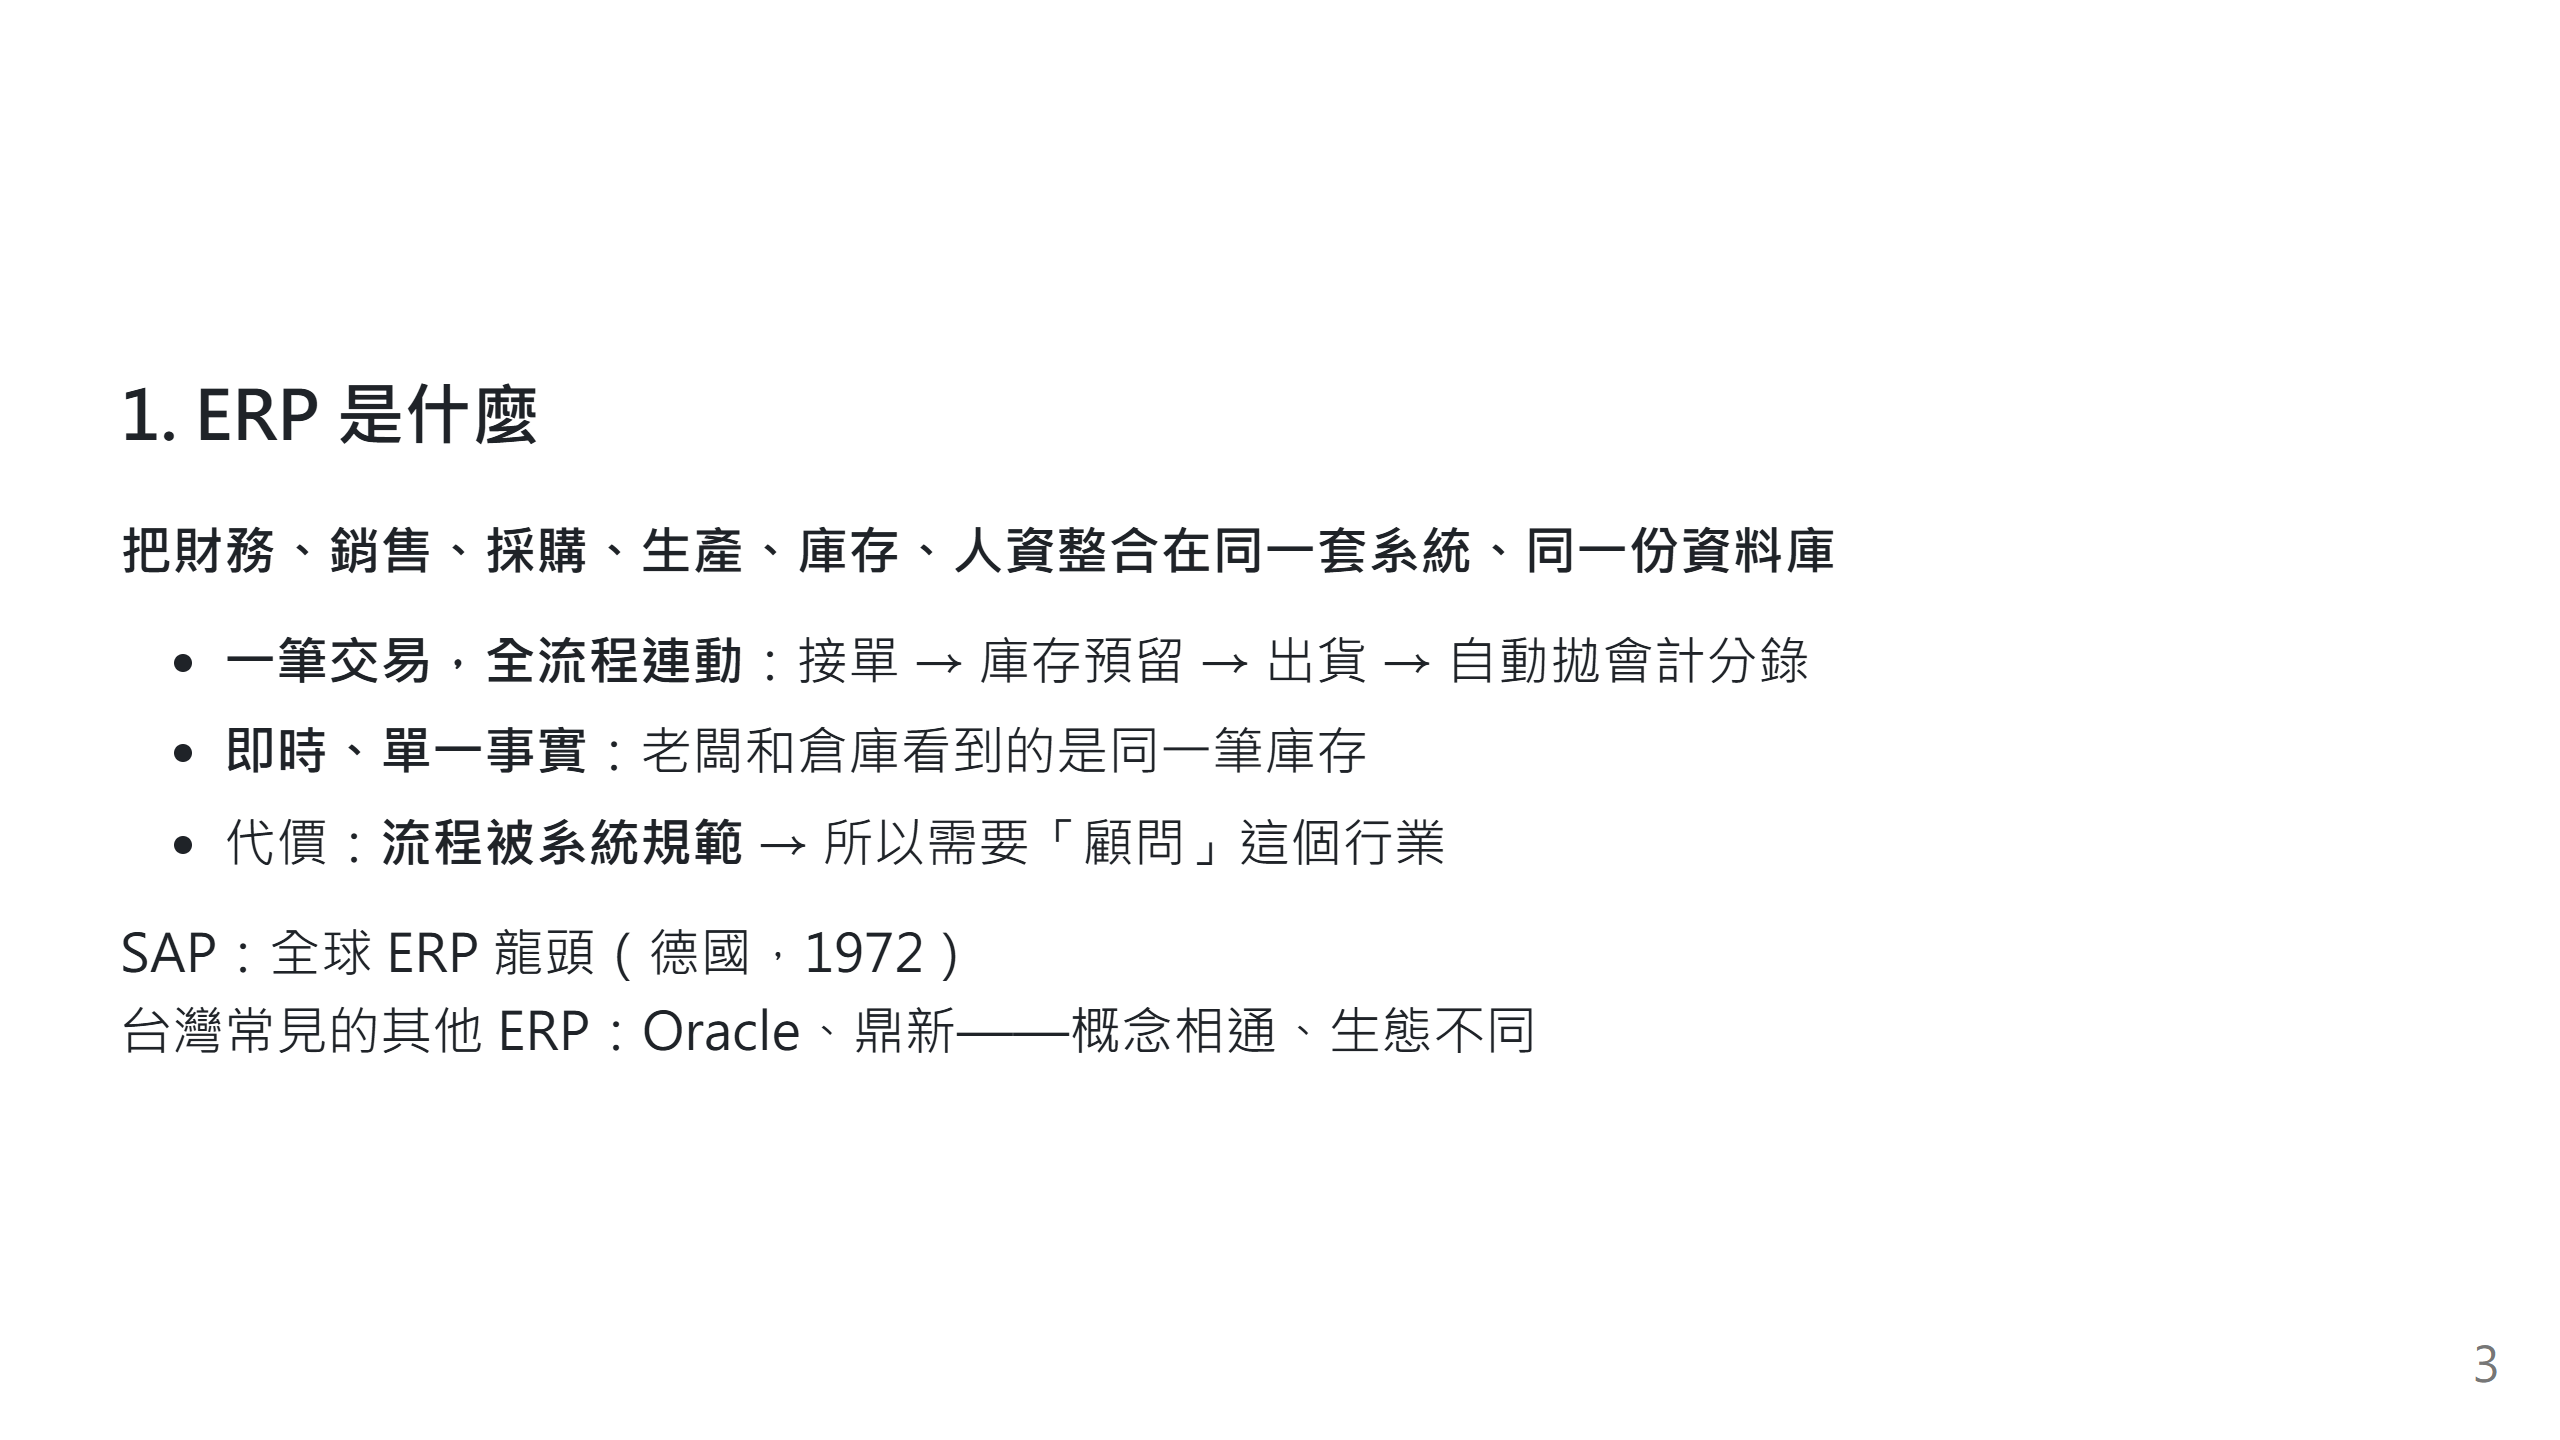 1. ERP 是什麼
把財務、銷售、採購、生產、庫存、人資整合在同一套系統、同一份資料庫
• 一筆交易，全流程連動：接單 → 庫存預留 → 出貨 → 自動拋會計分錄
• 即時、單一事實：老闆和倉庫看到的是同一筆庫存
• 代價：流程被系統規範 → 所以需要「顧問」這個行業
SAP：全球 ERP 龍頭（德國，1972）
台灣常見的其他 ERP：Oracle、鼎新——概念相通、生態不同
3